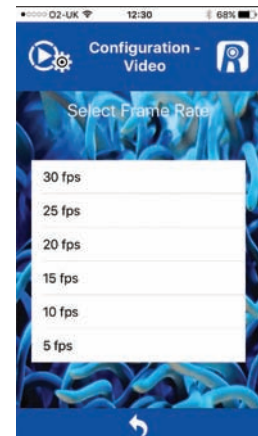 O2-UK 12:30 68%
Configuration -
Video
Select Frame Rate
30 fps
25 fps
20 fps
15 fps
10 fps
5 fps